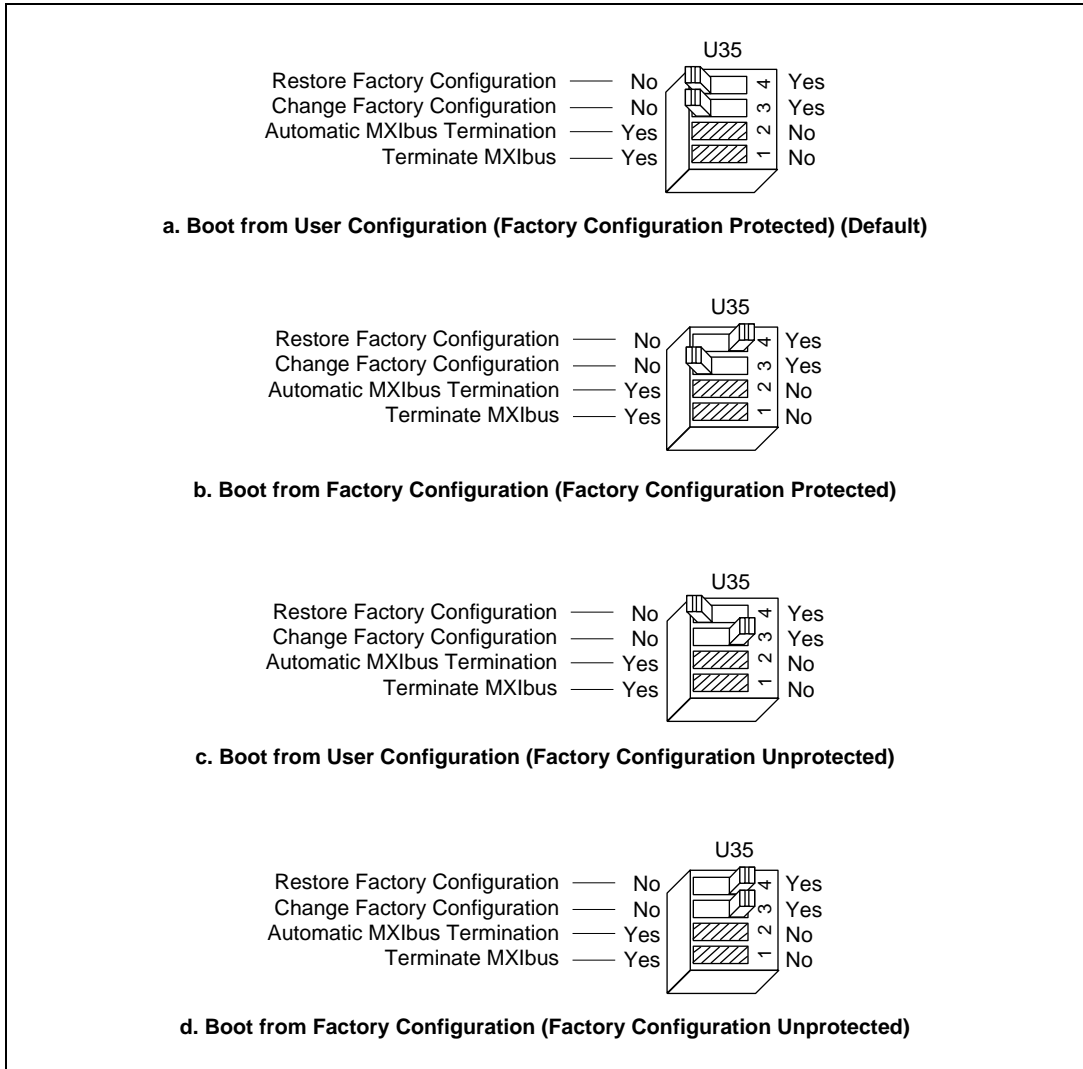 U35
Restore Factory Configuration No 4 Yes
Change Factory Configuration No 3 Yes
Automatic MXIbus Termination Yes 2 No
Terminate MXIbus Yes 1 No
a. Boot from User Configuration (Factory Configuration Protected) (Default)
U35
Restore Factory Configuration No 4 Yes
Change Factory Configuration No 3 Yes
Automatic MXIbus Termination Yes 2 No
Terminate MXIbus Yes 1 No
b. Boot from Factory Configuration (Factory Configuration Protected)
U35
Restore Factory Configuration No 4 Yes
Change Factory Configuration No 3 Yes
Automatic MXIbus Termination Yes 2 No
Terminate MXIbus Yes 1 No
c. Boot from User Configuration (Factory Configuration Unprotected)
U35
Restore Factory Configuration No 4 Yes
Change Factory Configuration No 3 Yes
Automatic MXIbus Termination Yes 2 No
Terminate MXIbus Yes 1 No
d. Boot from Factory Configuration (Factory Configuration Unprotected)